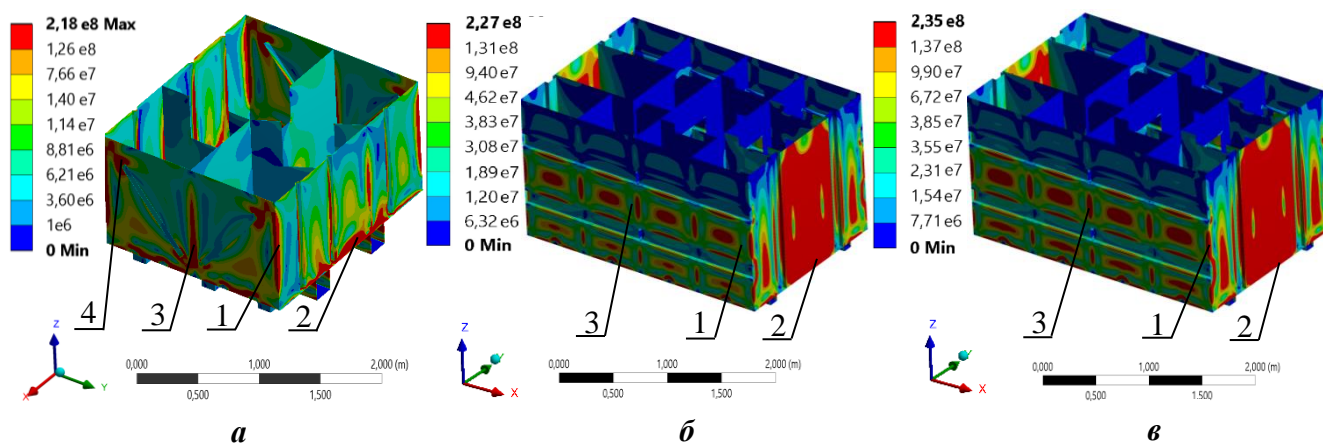 2,18 e8 Max
1,26 e8
7,66 e7
1,40 e7
1,14 e7
8,81 e6
6,21 e6
3,60 e6
1e6
0 Min
4
3
1
2
Z
X
Y
0,000
1,000
2,000 (m)
0,500
1.500
а
2,27 e8
1,31 e8
9,40 e7
4,62 e7
3,83 e7
3,08 e7
1,89 e7
1,20 e7
6,32 e6
0 Min
3
1
2
Z
X
0,000
1,000
2,000 (m)
0,500
1,500
б
2,35 e8
1,37 e8
9,90 e7
6,72 e7
3,85 e7
3,55 e7
2,31 e7
1,54 e7
7,71 e6
0 Min
3
1
2
Z
X
0,000
1,000
2,000 (m)
0,500
1.500
в